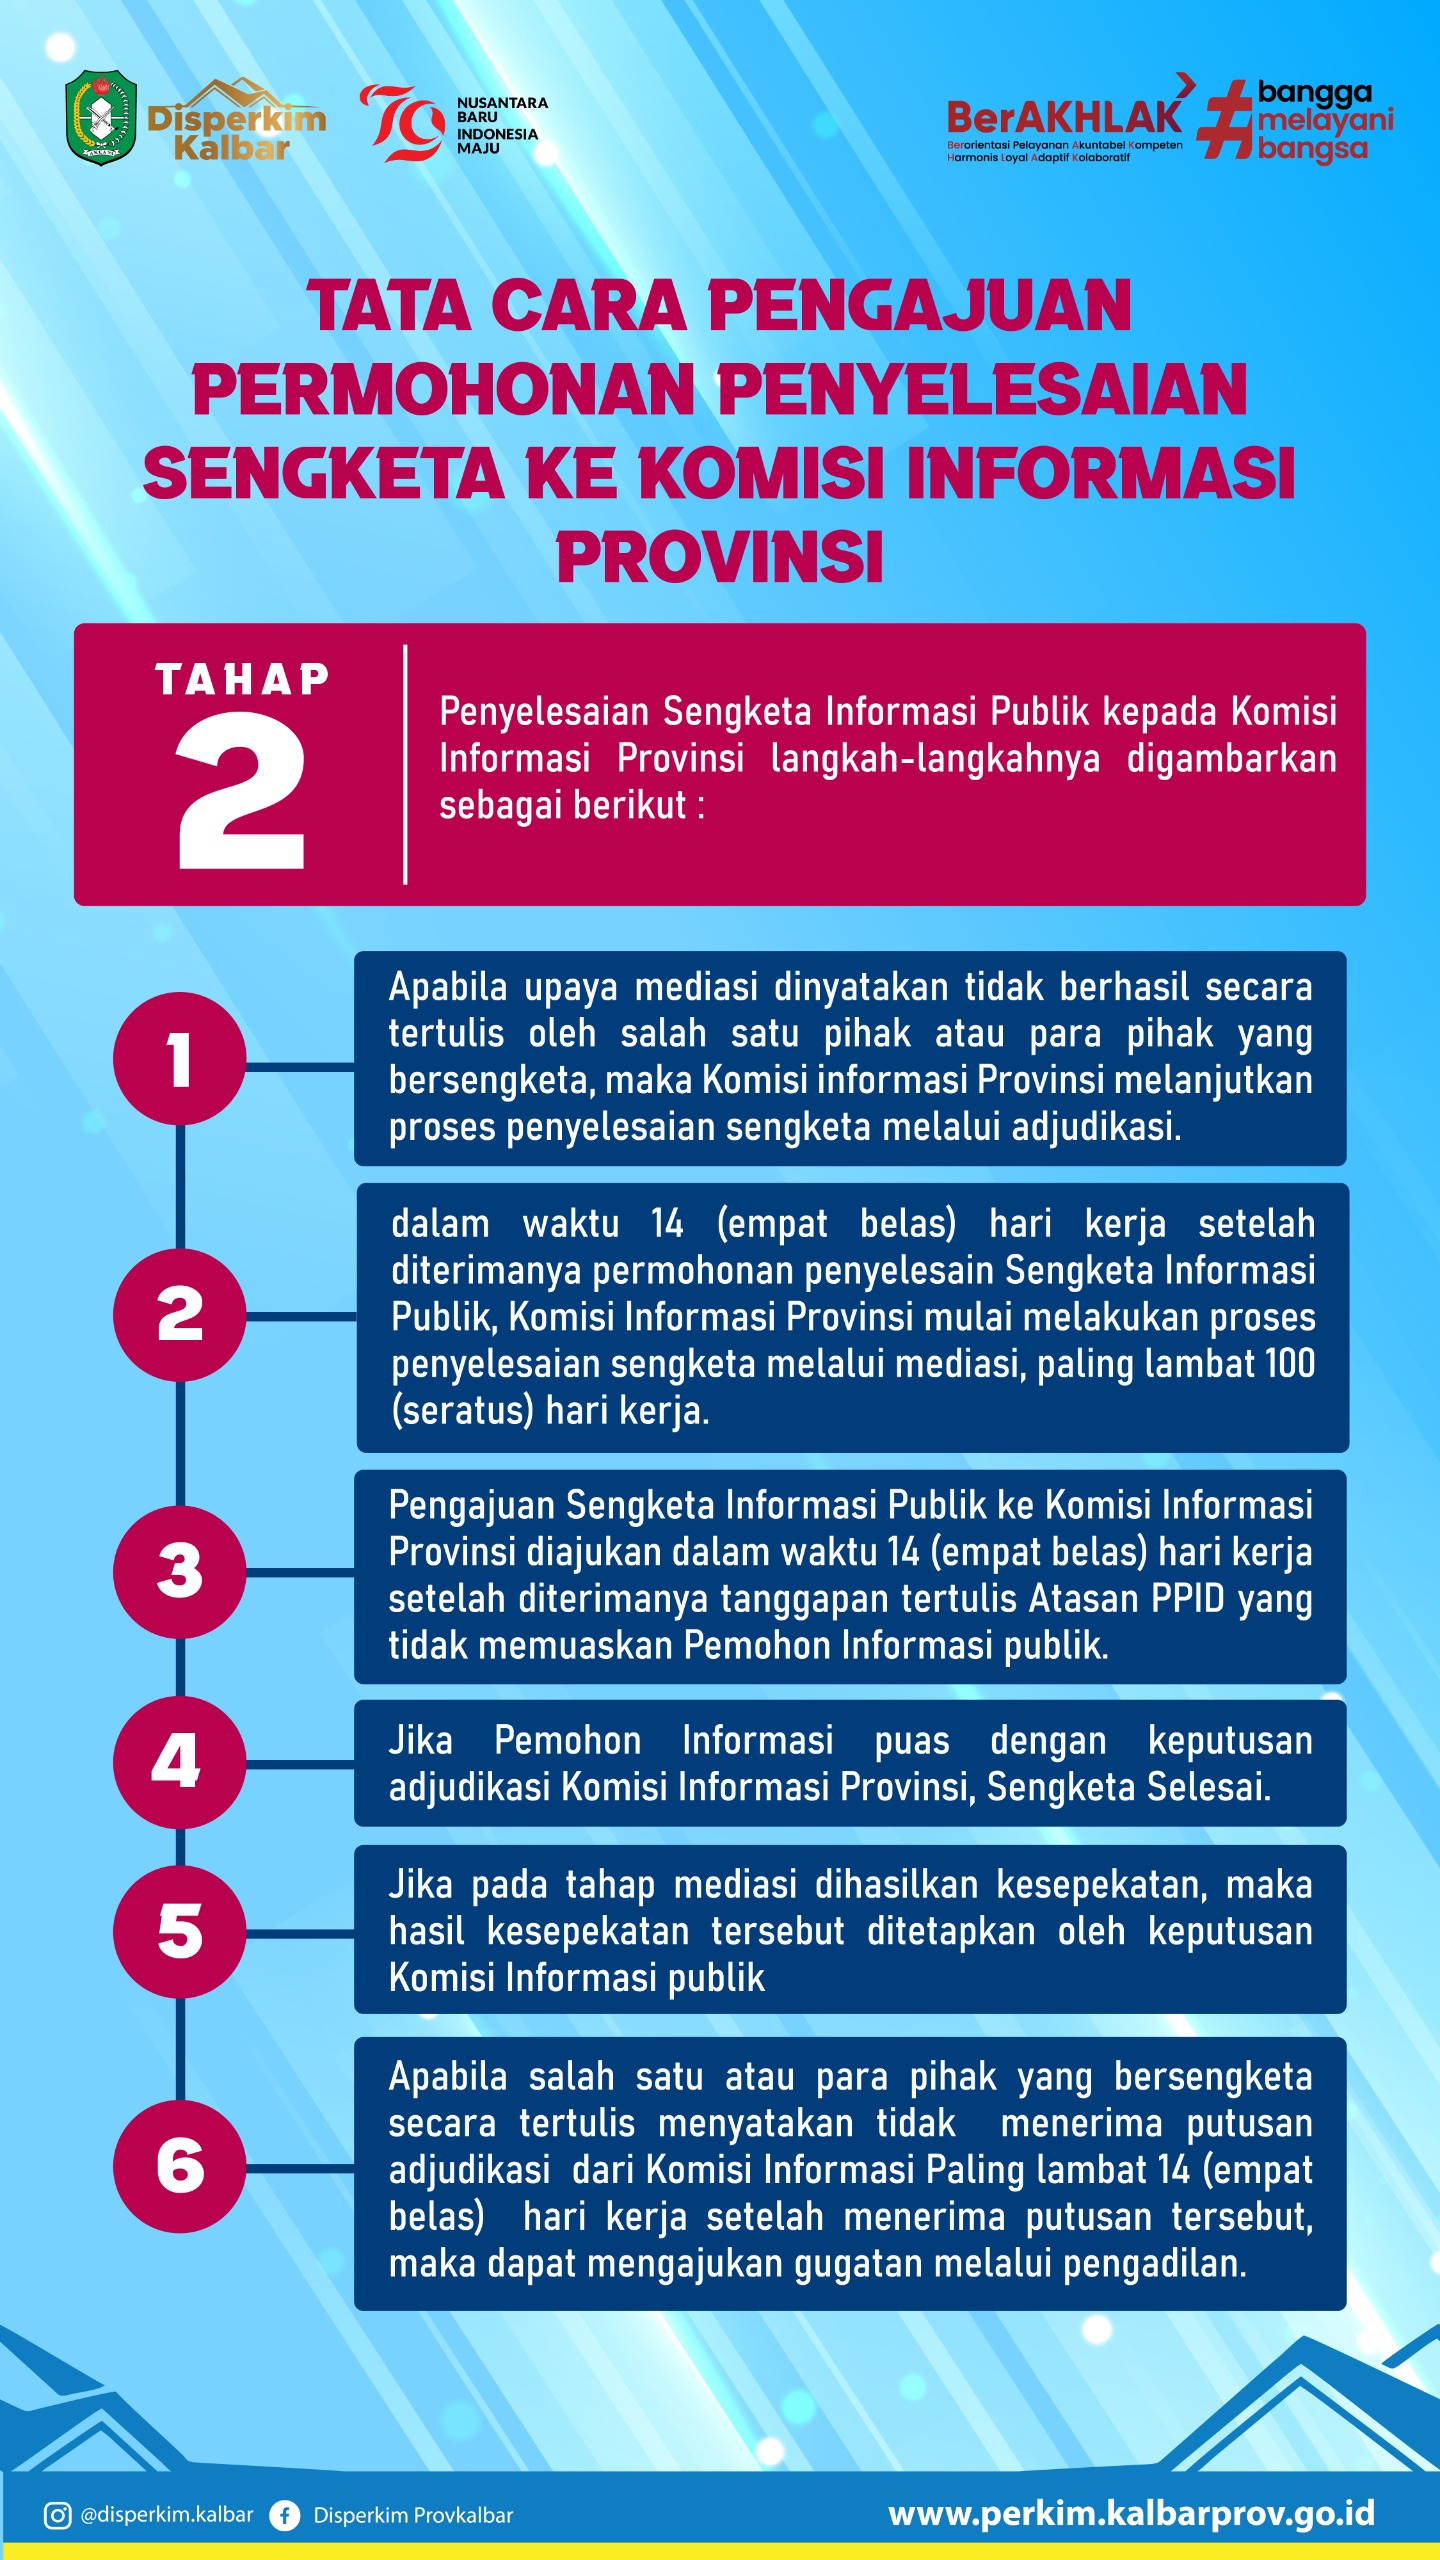 Disperkim
Kalbar
79
NUSANTARA
BARU
INDONESIA
MAJU
BerAKHLAK
Berorientasi Pelayanan Akuntabel Kompeten
Harmonis Loyal Adaptif Kolaboratif
#bangga
melayani
bangsa
TATA CARA PENGAJUAN
PERMOHONAN PENYELESAIAN
SENGKETA KE KOMISI INFORMASI
PROVINSI
TAHAP
2
Penyelesaian Sengketa Informasi Publik kepada Komisi
Informasi Provinsi langkah-langkahnya digambarkan
sebagai berikut :
1
Apabila upaya mediasi dinyatakan tidak berhasil secara
tertulis oleh salah satu pihak atau para pihak yang
bersengketa, maka Komisi informasi Provinsi melanjutkan
proses penyelesaian sengketa melalui adjudikasi.
2
dalam waktu 14 (empat belas) hari kerja setelah
diterimanya permohonan penyelesain Sengketa Informasi
Publik, Komisi Informasi Provinsi mulai melakukan proses
penyelesaian sengketa melalui mediasi, paling lambat 100
(seratus) hari kerja.
3
Pengajuan Sengketa Informasi Publik ke Komisi Informasi
Provinsi diajukan dalam waktu 14 (empat belas) hari kerja
setelah diterimanya tanggapan tertulis Atasan PPID yang
tidak memuaskan Pemohon Informasi publik.
4
Jika Pemohon Informasi puas dengan keputusan
adjudikasi Komisi Informasi Provinsi, Sengketa Selesai.
5
Jika pada tahap mediasi dihasilkan kesepekatan, maka
hasil kesepekatan tersebut ditetapkan oleh keputusan
Komisi Informasi publik
6
Apabila salah satu atau para pihak yang bersengketa
secara tertulis menyatakan tidak menerima putusan
adjudikasi dari Komisi Informasi Paling lambat 14 (empat
belas) hari kerja setelah menerima putusan tersebut,
maka dapat mengajukan gugatan melalui pengadilan.
@disperkim.kalbar
Disperkim Provkalbar
www.perkim.kalbarprov.go.id